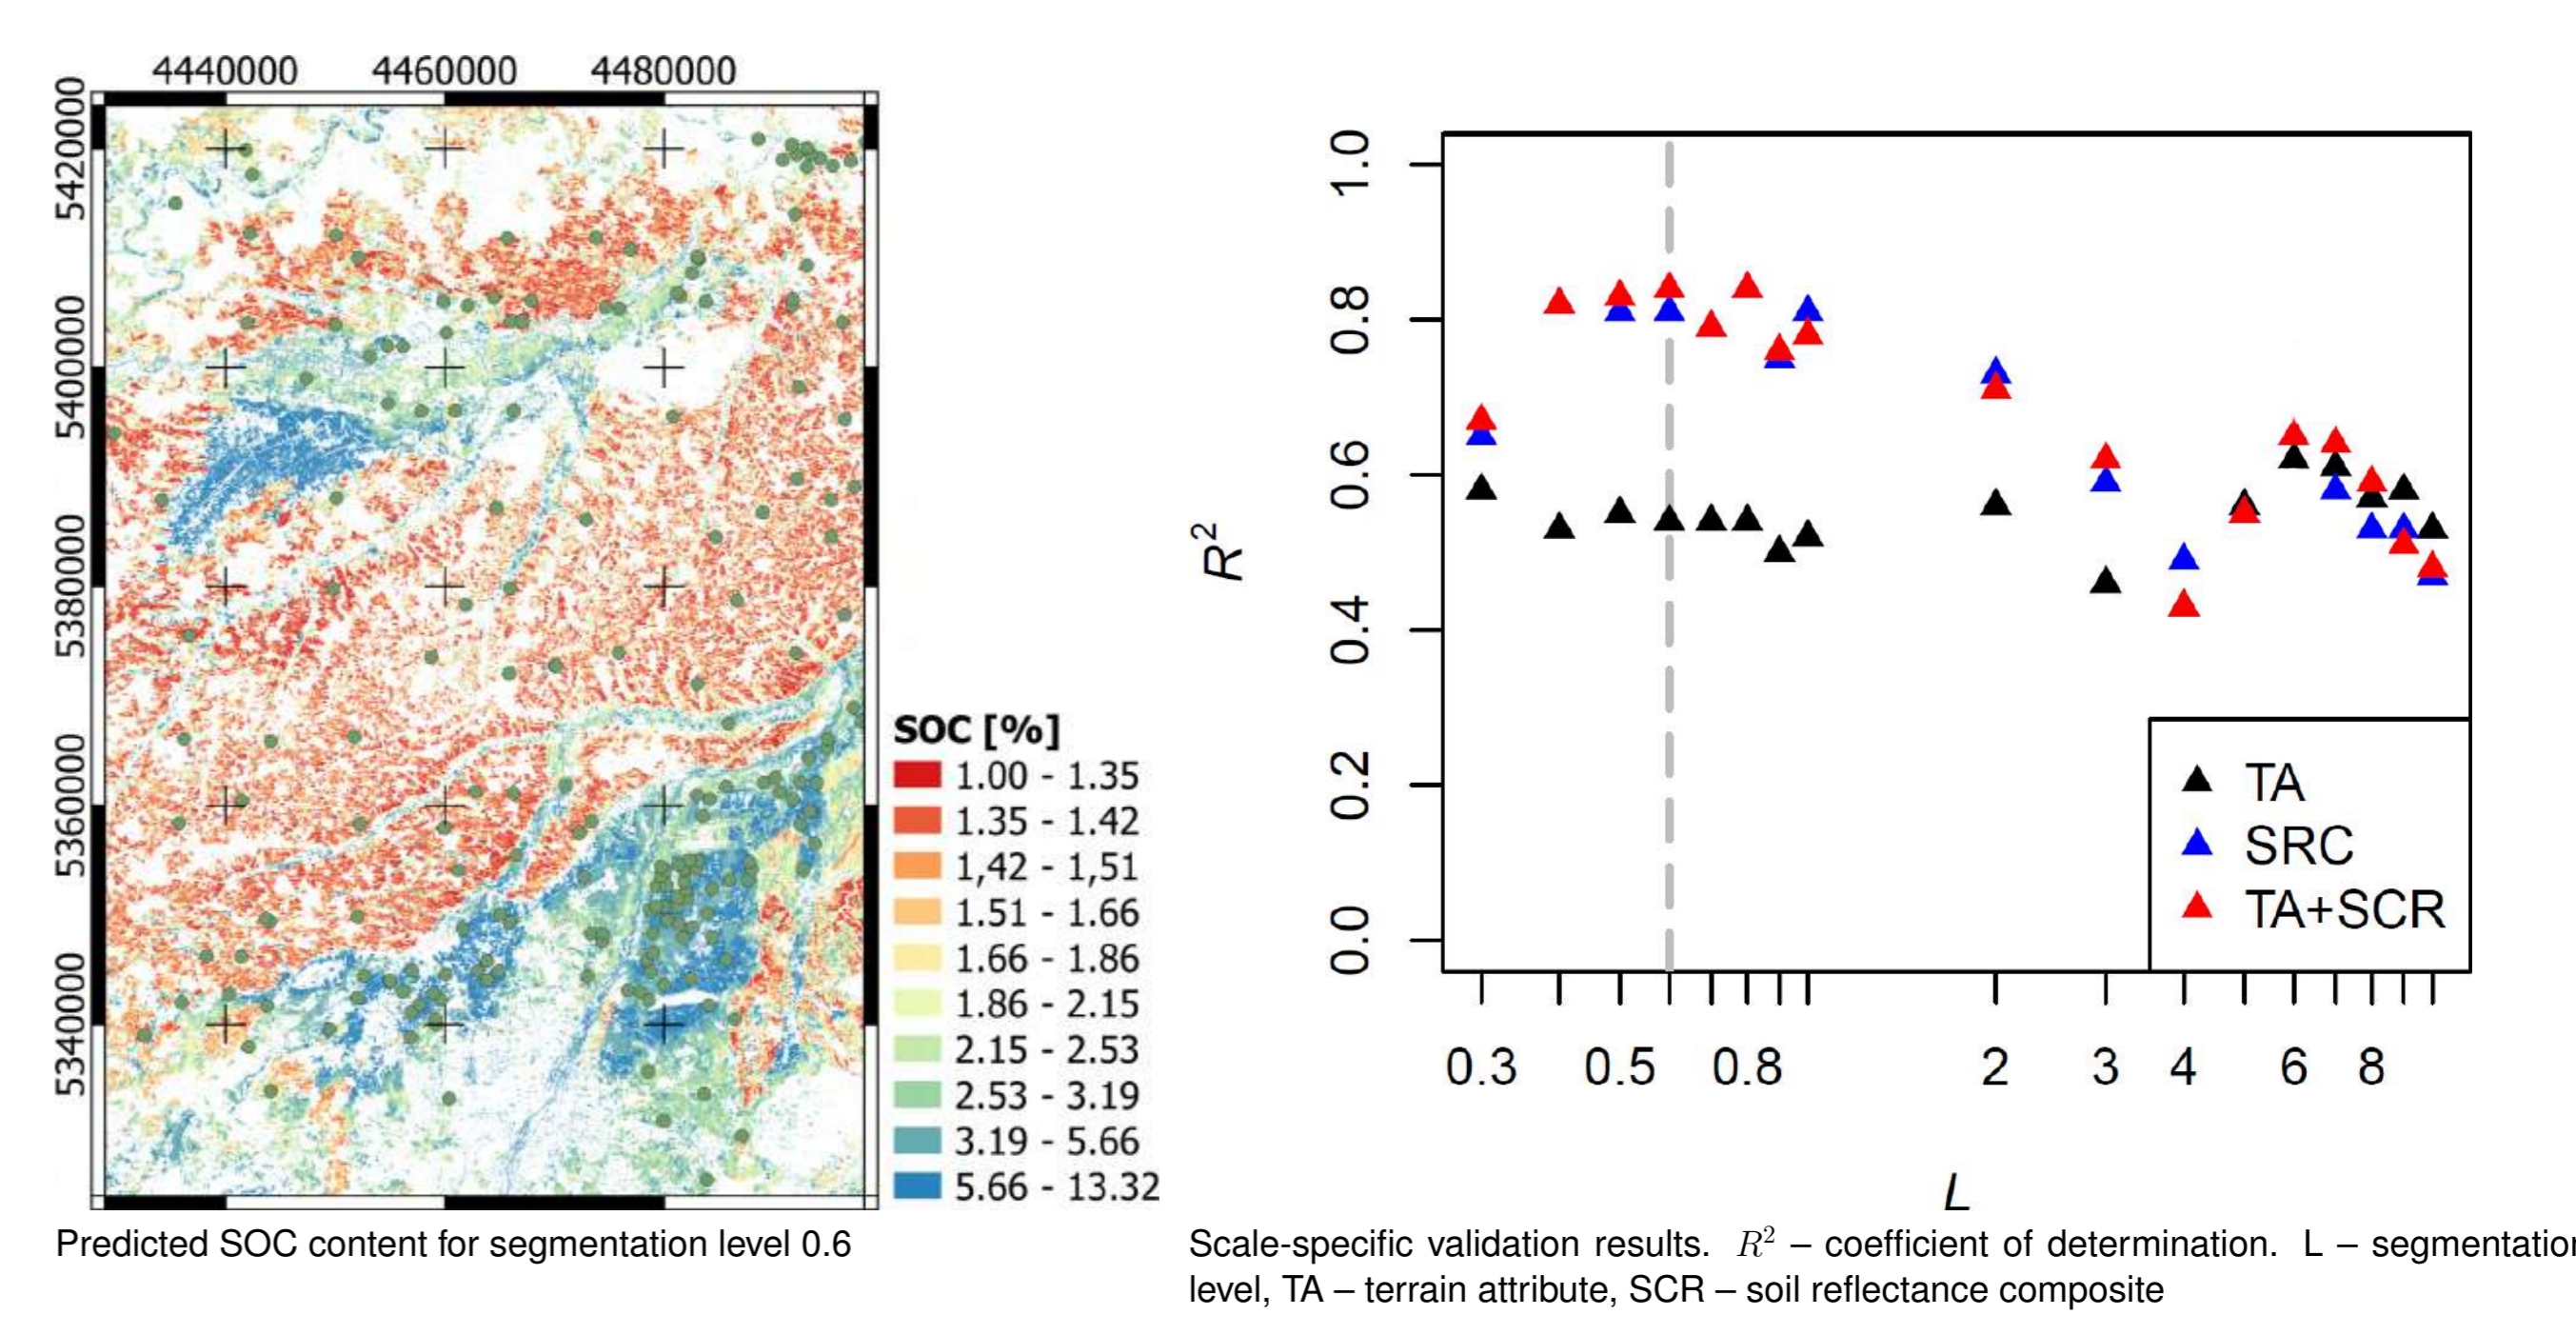 4440000 4460000 4480000
5420000
5400000
5380000
5360000
5340000
SOC [%]
1.00 - 1.35
1.35 - 1.42
1,42 - 1,51
1.51 - 1.66
1.66 - 1.86
1.86 - 2.15
2.15 - 2.53
2.53 - 3.19
3.19 - 5.66
5.66 - 13.32
Predicted SOC content for segmentation level 0.6
1.0
0.8
0.6
0.4
0.2
0.0
R²
TA
SRC
TA+SCR
0.3 0.5 0.8 2 3 4 6 8
L
Scale-specific validation results. R² – coefficient of determination. L – segmentation
level, TA – terrain attribute, SCR – soil reflectance composite